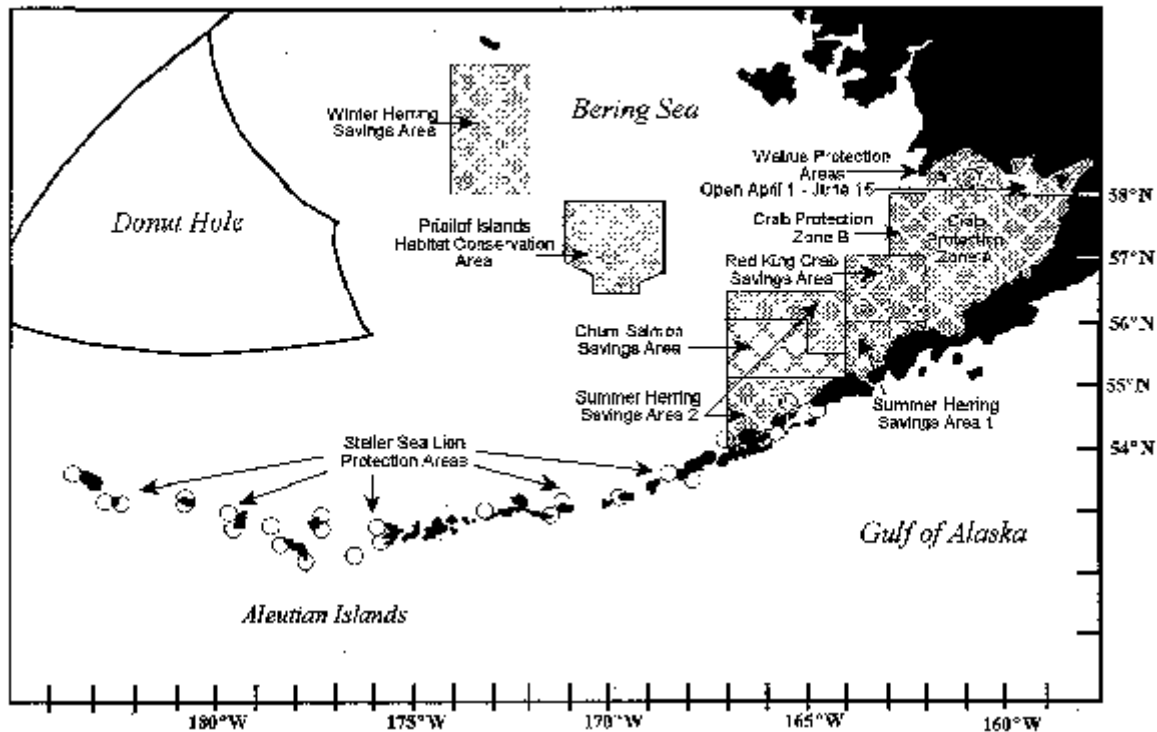 Bering Sea
Winter Herring
Savings Area
Walrus Protection
Areas
Open April 1 - June 15
58°N
Donut Hole
Pribilof Islands
Habitat Conservation
Area
Crab Protection
Zone B
Crab
Protection
Zone A
57°N
Red King Crab
Savings Area
56°N
Chum Salmon
Savings Area
55°N
Summer Herring
Savings Area 2
Summer Herring
Savings Area 1
54°N
Steller Sea Lion
Protection Areas
Gulf of Alaska
Aleutian Islands
180°W
175°W
170°W
165°W
160°W